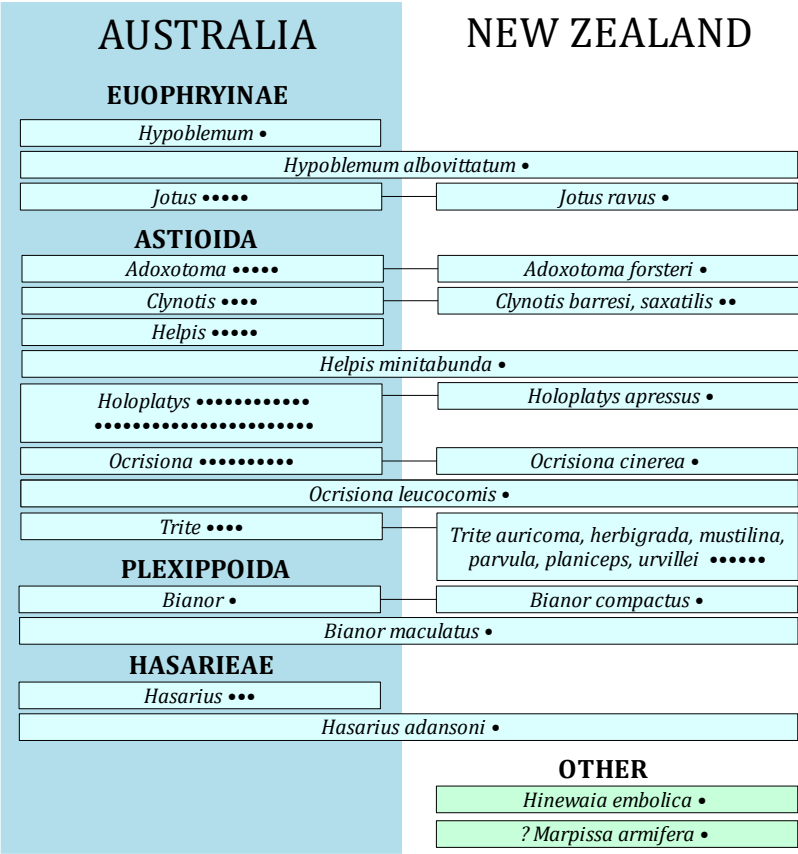 AUSTRALIA
NEW ZEALAND
EUOPHRYINAE
Hypoblemum •
Hypoblemum albovittatum •
Jotus •••••
Jotus ravus •
ASTIOIDA
Adoxotoma •••••
Adoxotoma forsteri •
Clynotis ••••
Clynotis barresi, saxatilis ••
Helpis •••••
Helpis minitabunda •
Holoplatys ••••••••••••
•••••••••••••••••••••••
Holoplatys apressus •
Ocrisiona ••••••••••
Ocrisiona cinerea •
Ocrisiona leucocomis •
Trite ••••
Trite auricoma, herbigrada, mustilina,
parvula, planiceps, urvillei ••••••
PLEXIPPOIDA
Bianor •
Bianor compactus •
Bianor maculatus •
HASARIEAE
Hasarius •••
Hasarius adansoni •
OTHER
Hinewaia embolica •
? Marpissa armifera •